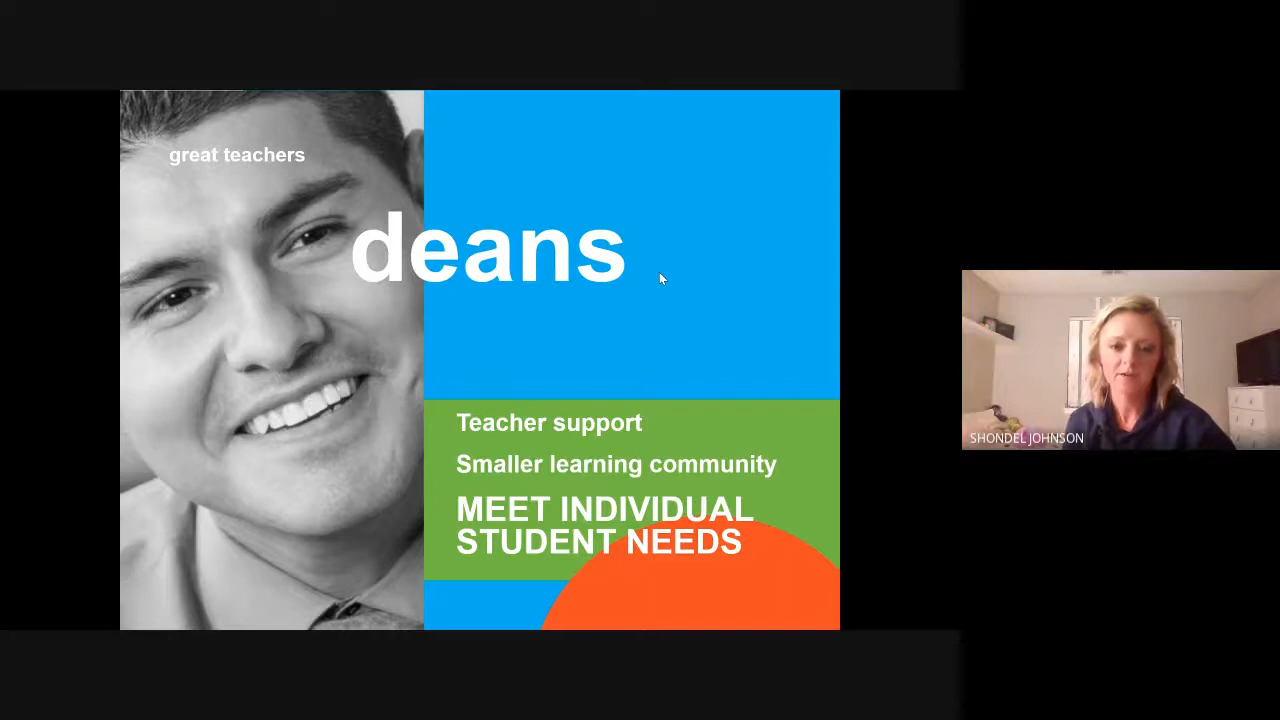 great teachers
deans
Teacher support
Smaller learning community
MEET INDIVIDUAL
STUDENT NEEDS
SHONDEL JOHNSON